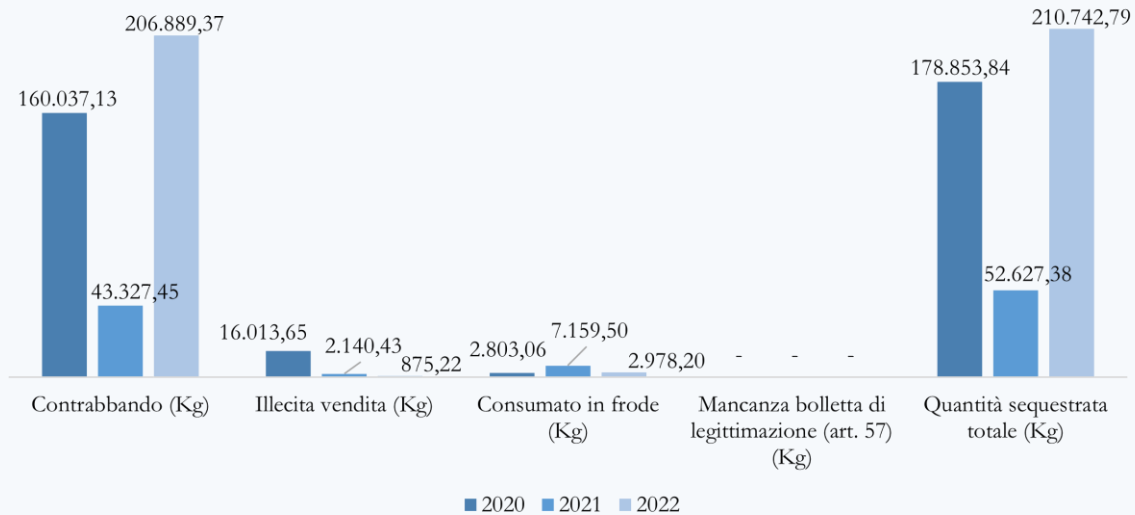 206.889,37
210.742,79
178.853,84
160.037,13
43.327,45
52.627,38
16.013,65
2.140,43
875,22
2.803,06
7.159,50
2.978,20
- - -
Contrabbando (Kg)
Illecita vendita (Kg)
Consumato in frode
(Kg)
Mancanza bolletta di
legittimazione (art. 57)
(Kg)
Quantità sequestrata
totale (Kg)
2020 2021 2022